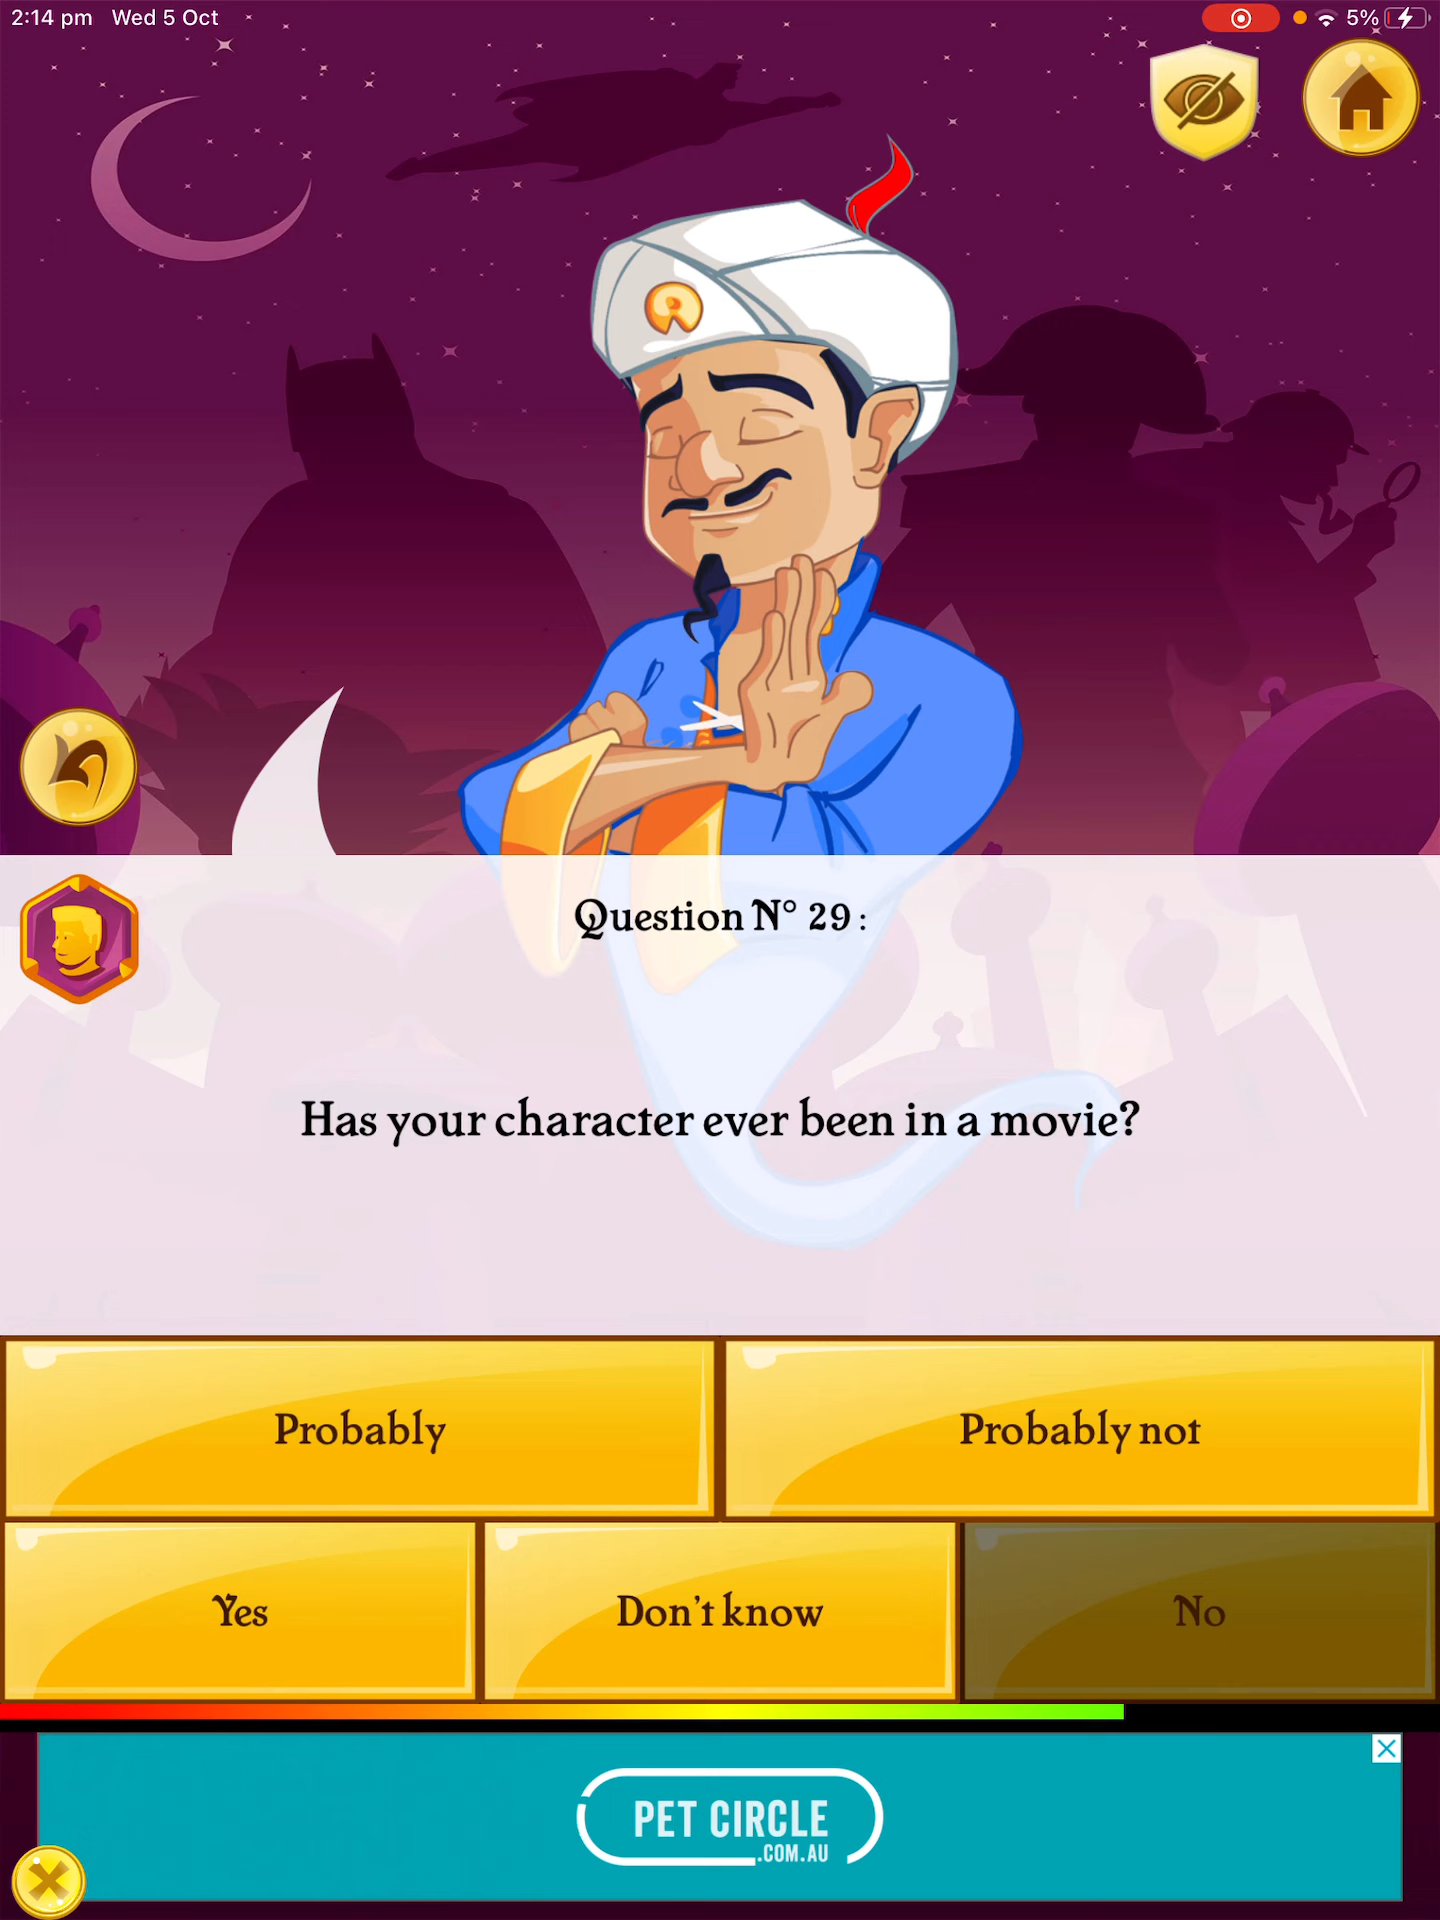 2:14 pm Wed 5 Oct
5%
Question N° 29 :
Has your character ever been in a movie?
Probably
Probably not
Yes
Don't know
No
PET CIRCLE
.COM.AU